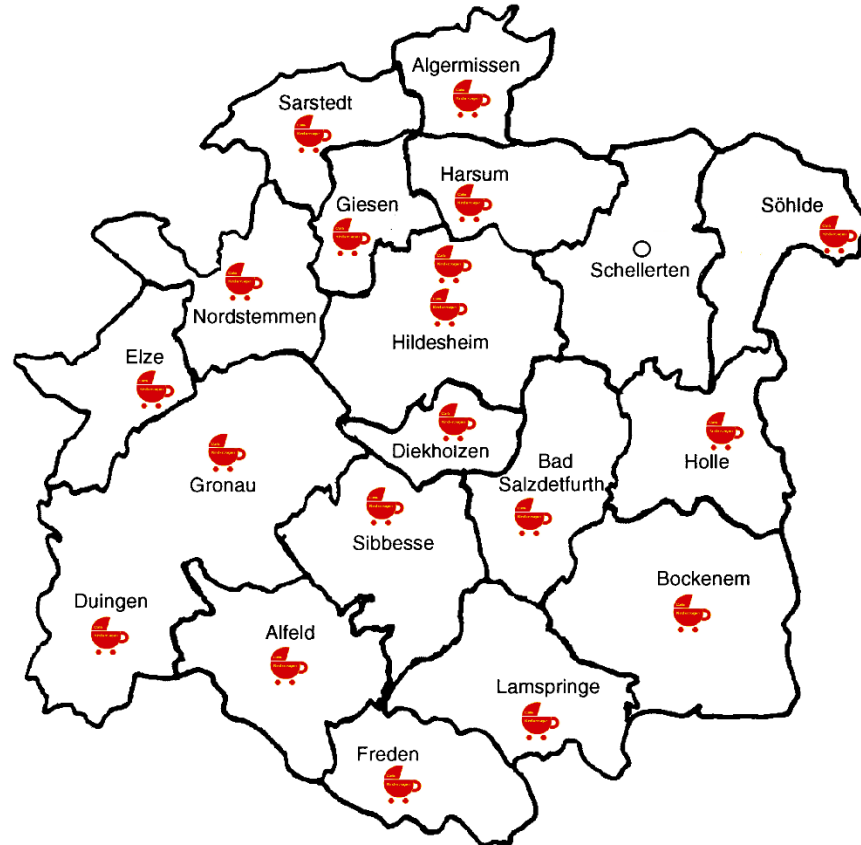 Algermissen
Sarstedt
Harsum
Giesen
Söhlde
Schellerten
Nordstemmen
Hildesheim
Elze
Diekholzen
Holle
Bad
Salzdetfurth
Gronau
Sibbesse
Bockenem
Duingen
Alfeld
Lamspringe
Freden